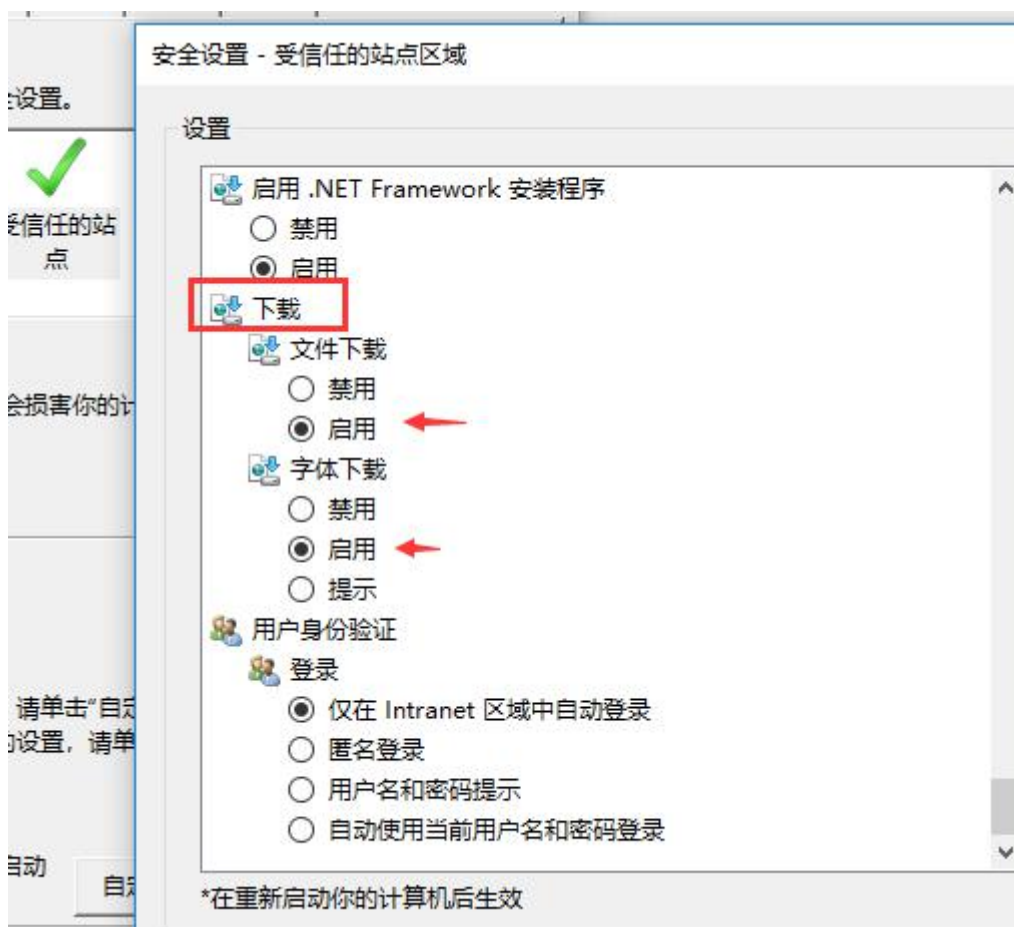 安全设置 - 受信任的站点区域
全设置。
设置
受信任的站
点
启用 .NET Framework 安装程序
禁用
启用
下载
文件下载
禁用
会损害你的计
启用
字体下载
禁用
启用
提示
用户身份验证
登录
请单击“自定
仅在 Intranet 区域中自动登录
的设置，请单
匿名登录
用户名和密码提示
自动使用当前用户名和密码登录
启动
自定
*在重新启动你的计算机后生效